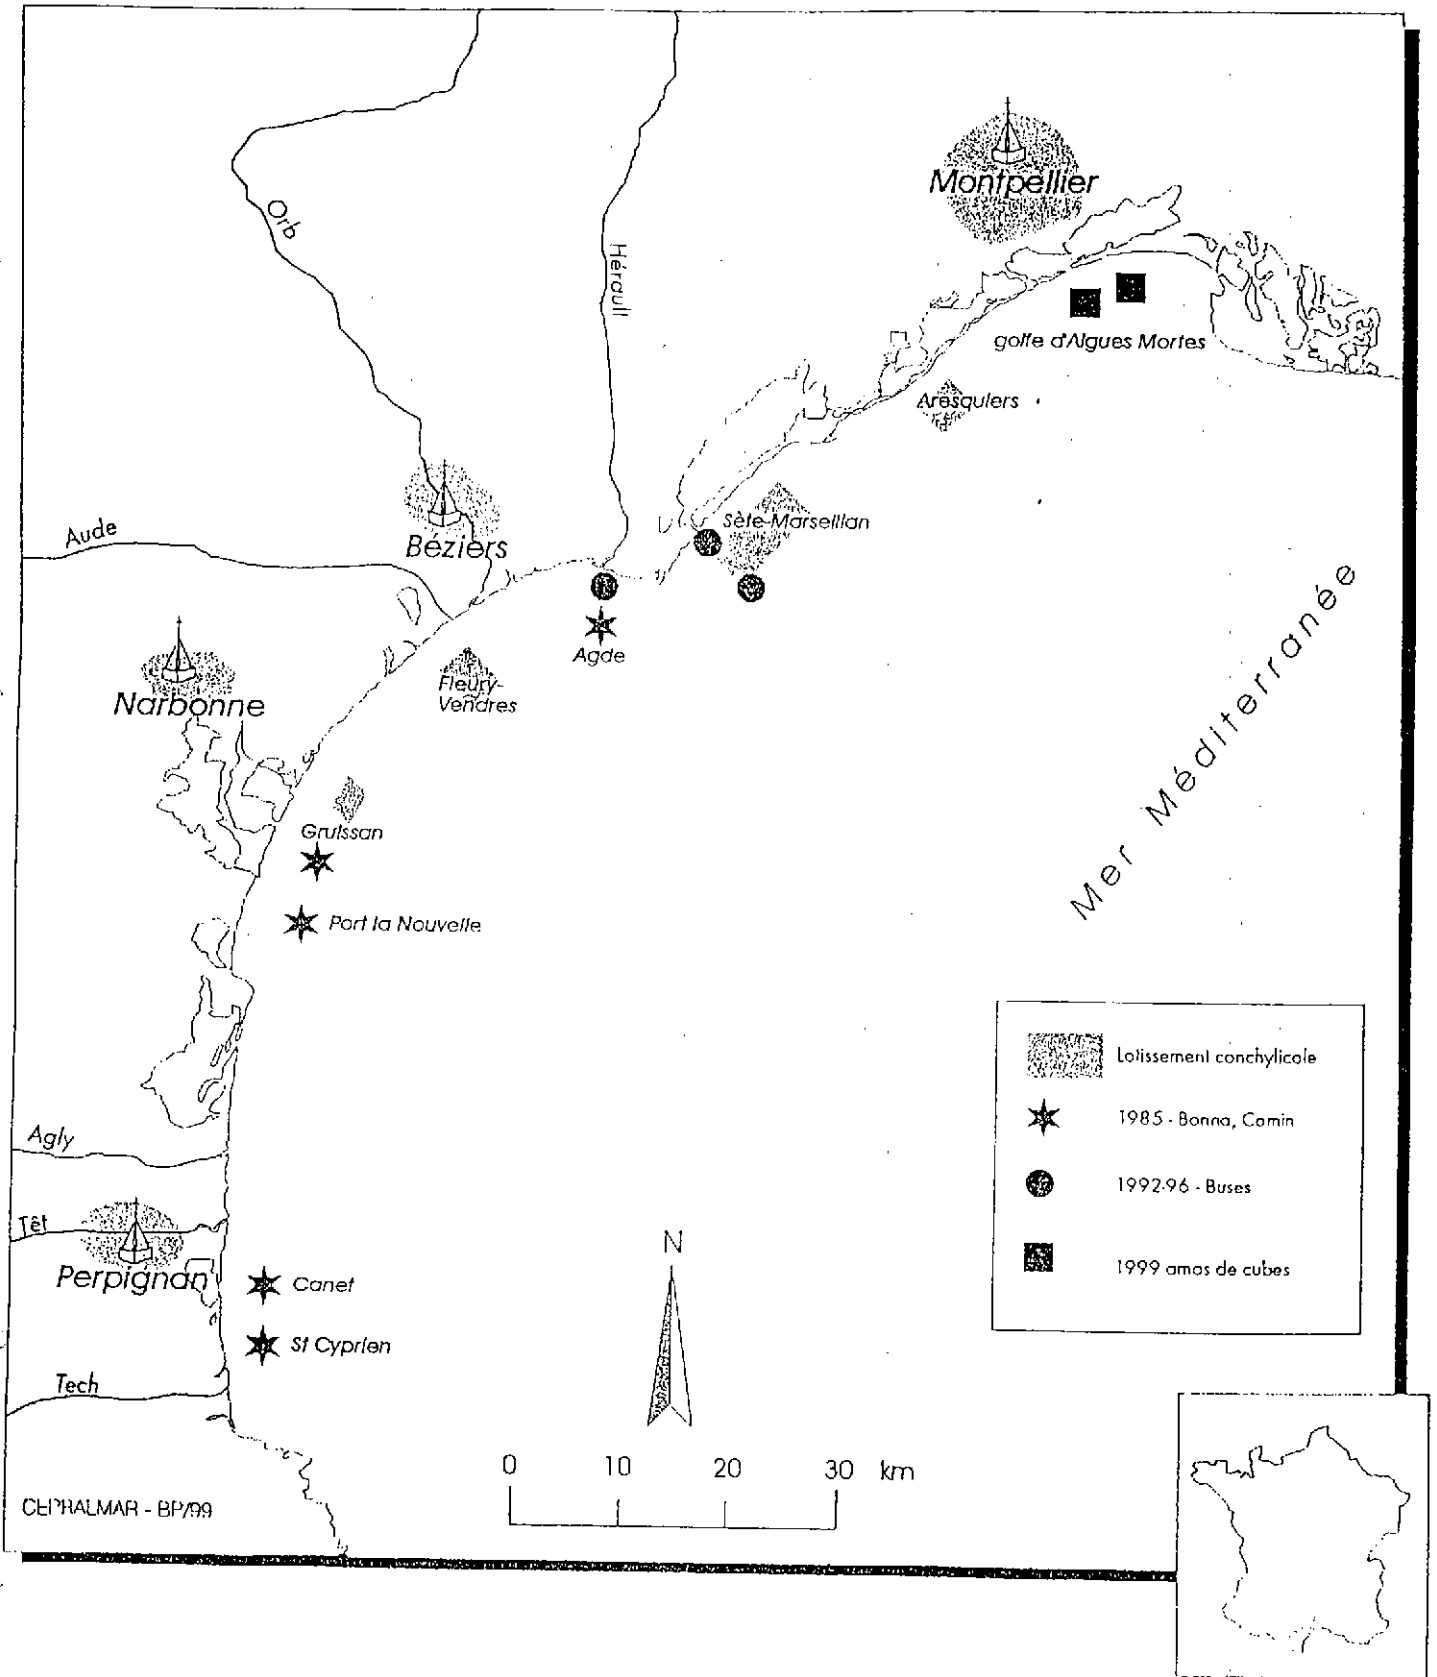 Montpellier
Orb
Hérault
golfe d'Aigues Mortes
Aresquiers
Sète-Marseillan
Béziers
Aude
Agde
Fleury-
Vendres
Narbonne
Mer Méditerranée
Gruissan
Port la Nouvelle
Lotissement conchylicole
1985 - Bonna, Comin
1992-96 - Buses
1999 amas de cubes
Agly
Têt
Perpignan
Canet
St Cyprien
Tech
N
0 10 20 30 km
CEPRALMAR - BP/99